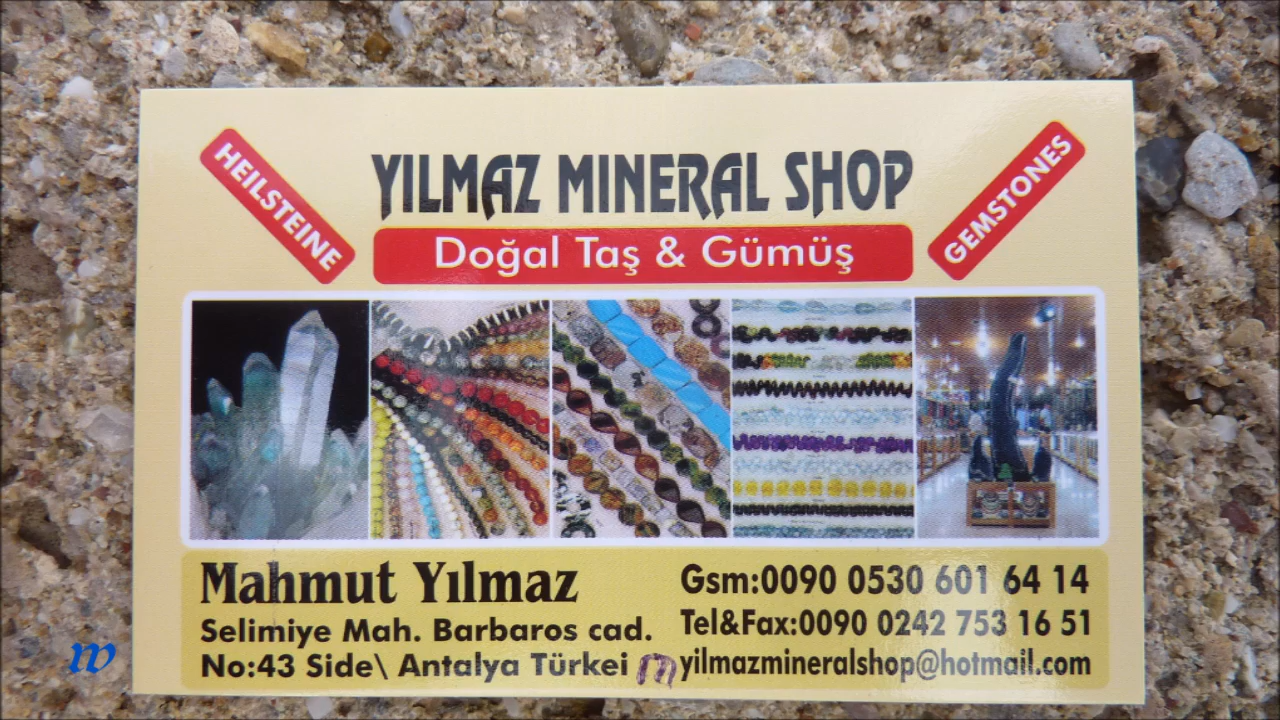 HEILSTEINE
YILMAZ MINERAL SHOP
GEMSTONES
Doğal Taş & Gümüş
Mahmut Yılmaz
Selimiye Mah. Barbaros cad.
No:43 Side\ Antalya Türkei
Gsm:0090 0530 601 64 14
Tel&Fax:0090 0242 753 16 51
m yilmazmineralshop@hotmail.com
w